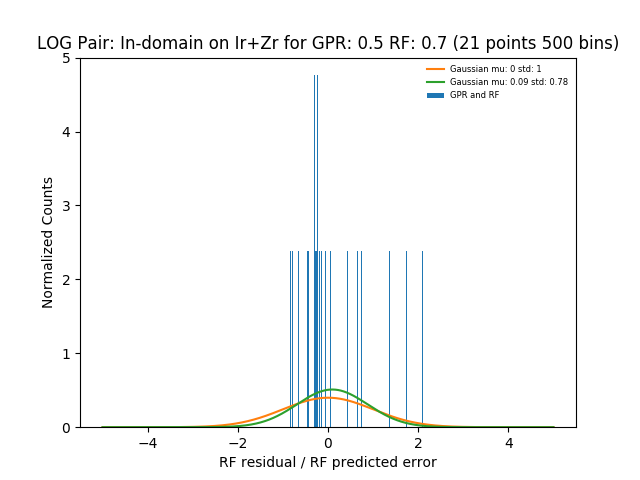 LOG Pair: In-domain on Ir+Zr for GPR: 0.5 RF: 0.7 (21 points 500 bins)
Gaussian mu: 0 std: 1
Gaussian mu: 0.09 std: 0.78
GPR and RF
Normalized Counts
5
4
3
2
1
0
−4 −2 0 2 4
RF residual / RF predicted error